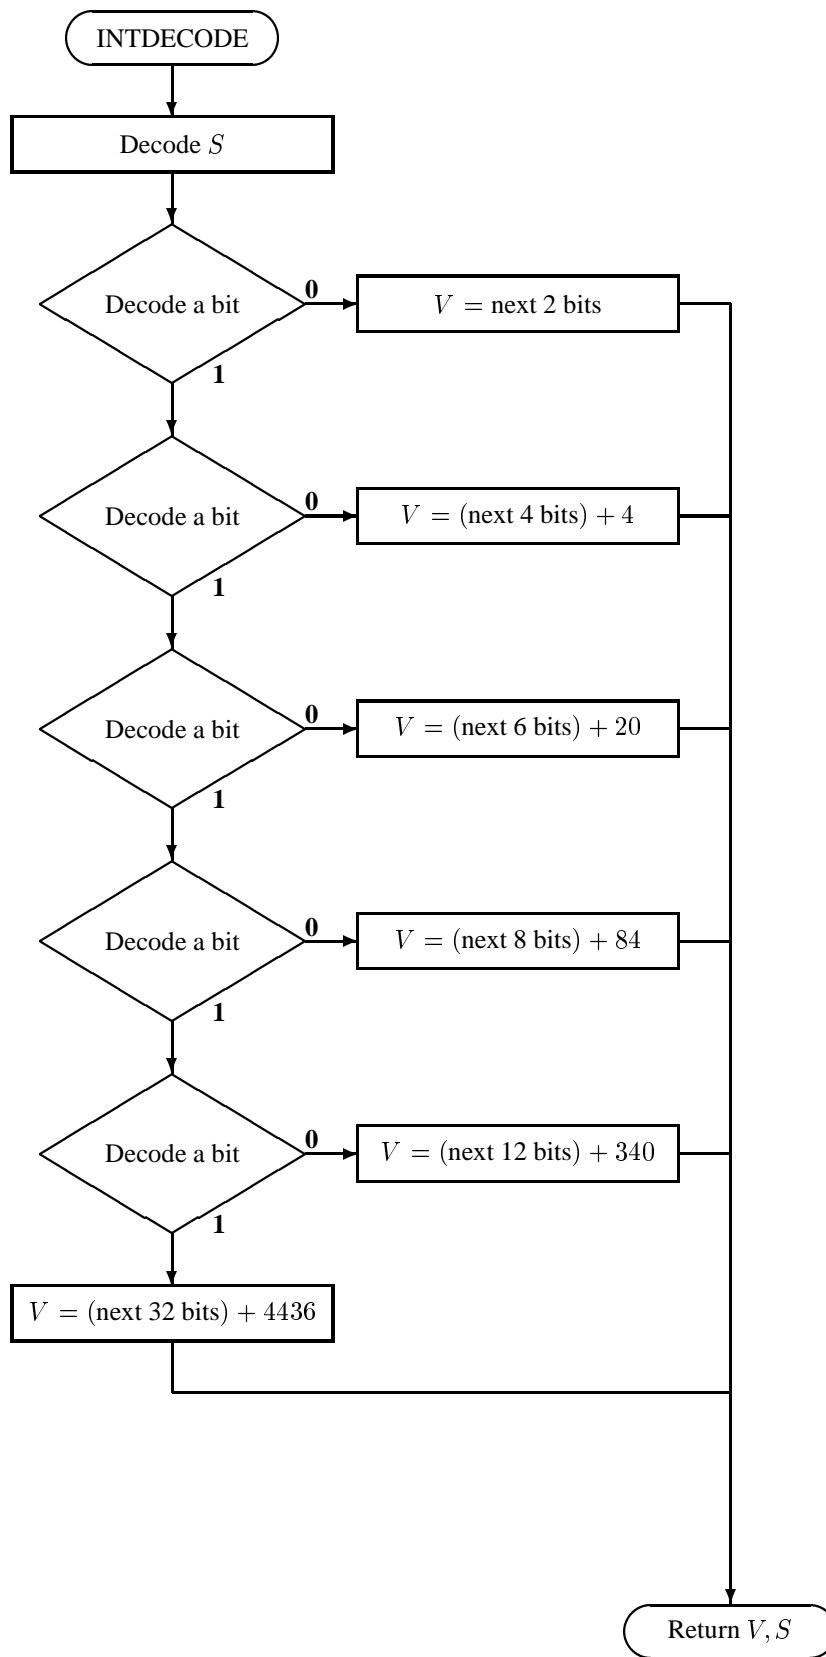 INTDECODE
Decode S
Decode a bit
0
V = next 2 bits
1
Decode a bit
0
V = (next 4 bits) + 4
1
Decode a bit
0
V = (next 6 bits) + 20
1
Decode a bit
0
V = (next 8 bits) + 84
1
Decode a bit
0
V = (next 12 bits) + 340
1
V = (next 32 bits) + 4436
Return V, S